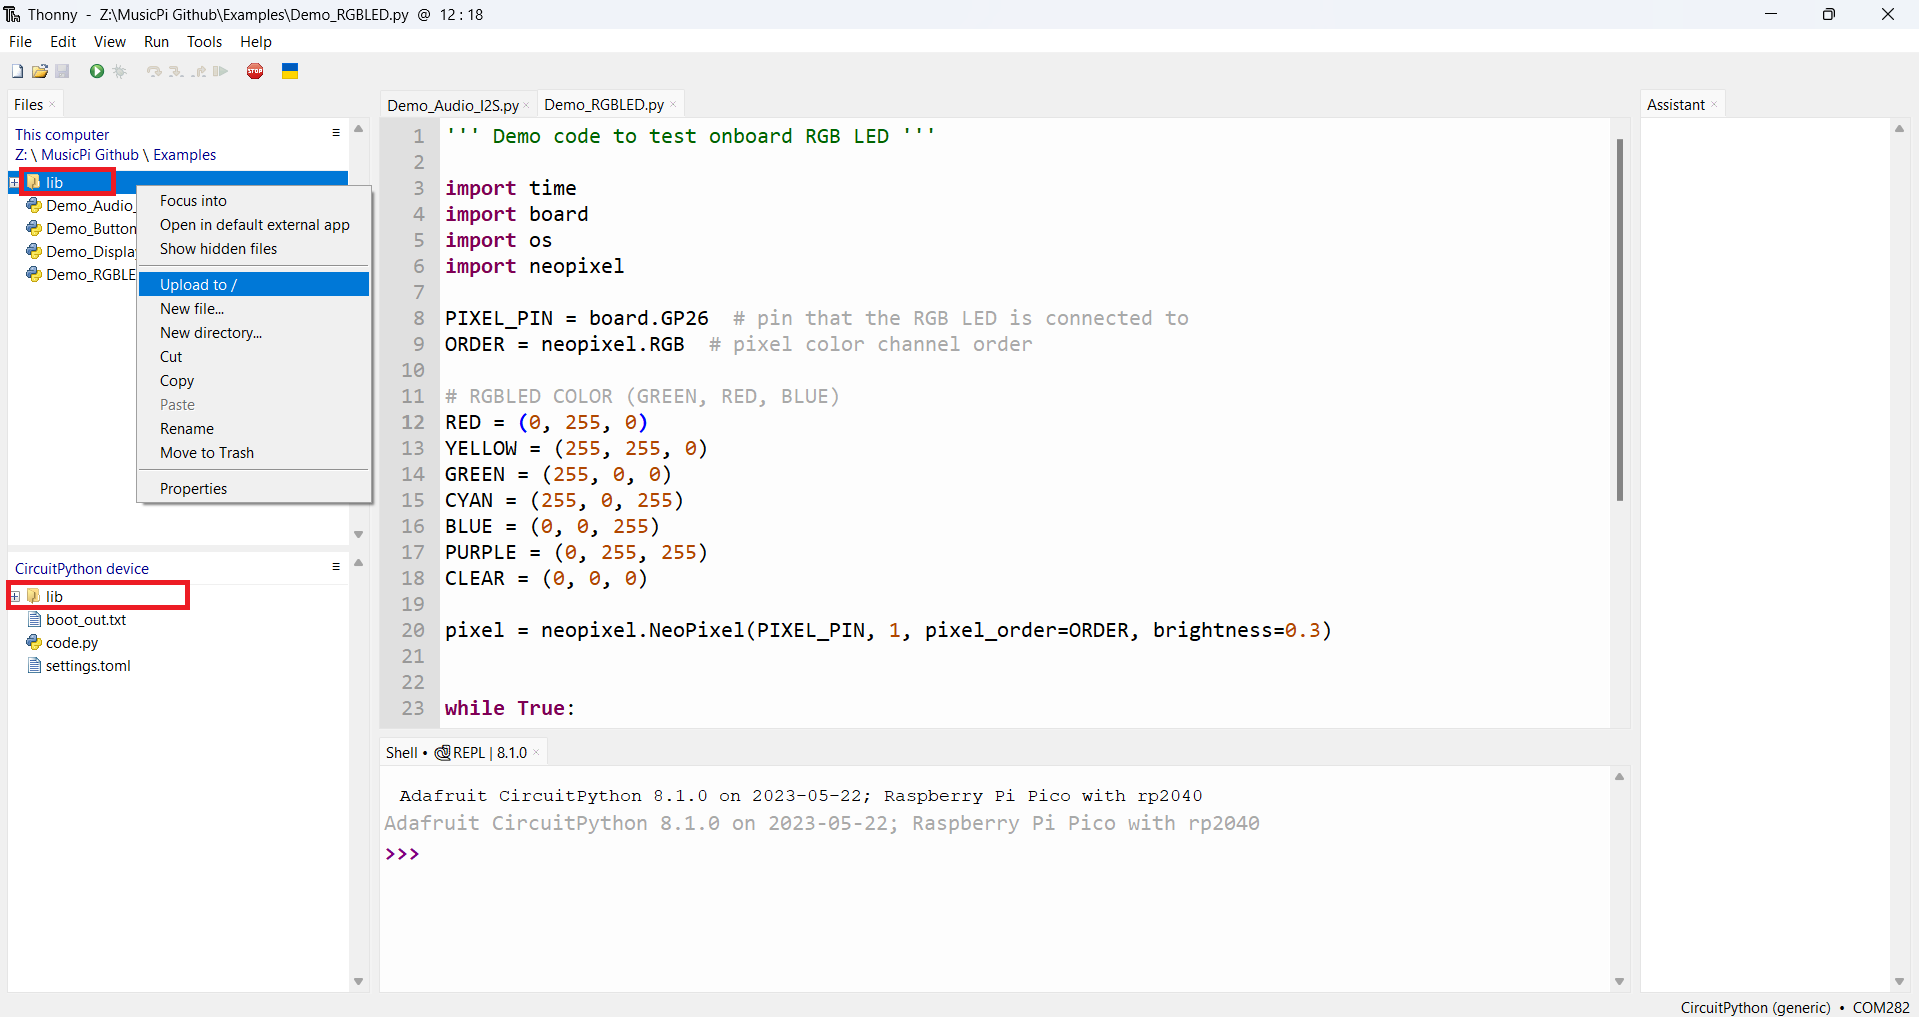 Thonny - Z:\MusicPi Github\Examples\Demo_RGBLED.py @ 12 : 18
File Edit View Run Tools Help
STOP
Files
This computer
Z: \ MusicPi Github \ Examples
lib
Demo_Audio_
Demo_Button
Demo_Displa
Demo_RGBLE
Focus into
Open in default external app
Show hidden files
Upload to /
New file...
New directory...
Cut
Copy
Paste
Rename
Move to Trash
Properties
CircuitPython device
lib
boot_out.txt
code.py
settings.toml
Demo_Audio_I2S.py Demo_RGBLED.py
1 ''' Demo code to test onboard RGB LED '''
2
3 import time
4 import board
5 import os
6 import neopixel
7
8 PIXEL_PIN = board.GP26  # pin that the RGB LED is connected to
9 ORDER = neopixel.RGB  # pixel color channel order
10
11 # RGBLED COLOR (GREEN, RED, BLUE)
12 RED = (0, 255, 0)
13 YELLOW = (255, 255, 0)
14 GREEN = (255, 0, 0)
15 CYAN = (255, 0, 255)
16 BLUE = (0, 0, 255)
17 PURPLE = (0, 255, 255)
18 CLEAR = (0, 0, 0)
19
20 pixel = neopixel.NeoPixel(PIXEL_PIN, 1, pixel_order=ORDER, brightness=0.3)
21
22
23 while True:
Shell • REPL | 8.1.0
Adafruit CircuitPython 8.1.0 on 2023-05-22; Raspberry Pi Pico with rp2040
Adafruit CircuitPython 8.1.0 on 2023-05-22; Raspberry Pi Pico with rp2040
>>>
Assistant
CircuitPython (generic) • COM282